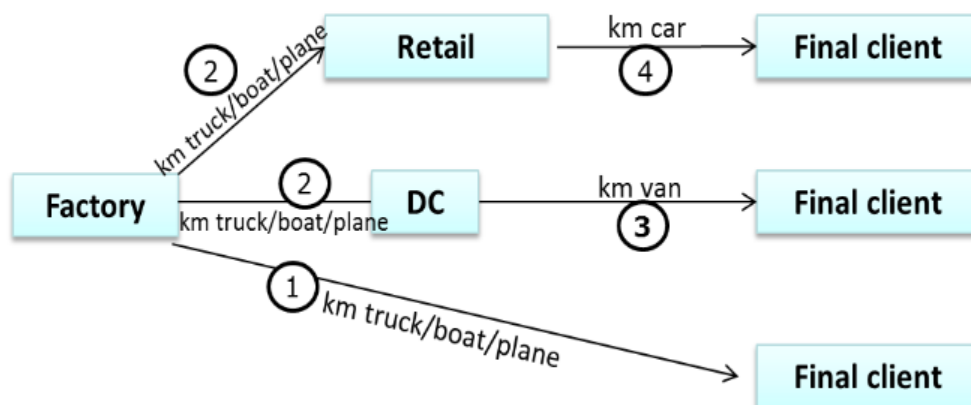 km truck/boat/plane
2
Retail
km car
4
Final client
Factory
2
km truck/boat/plane
DC
km van
3
Final client
1
km truck/boat/plane
Final client